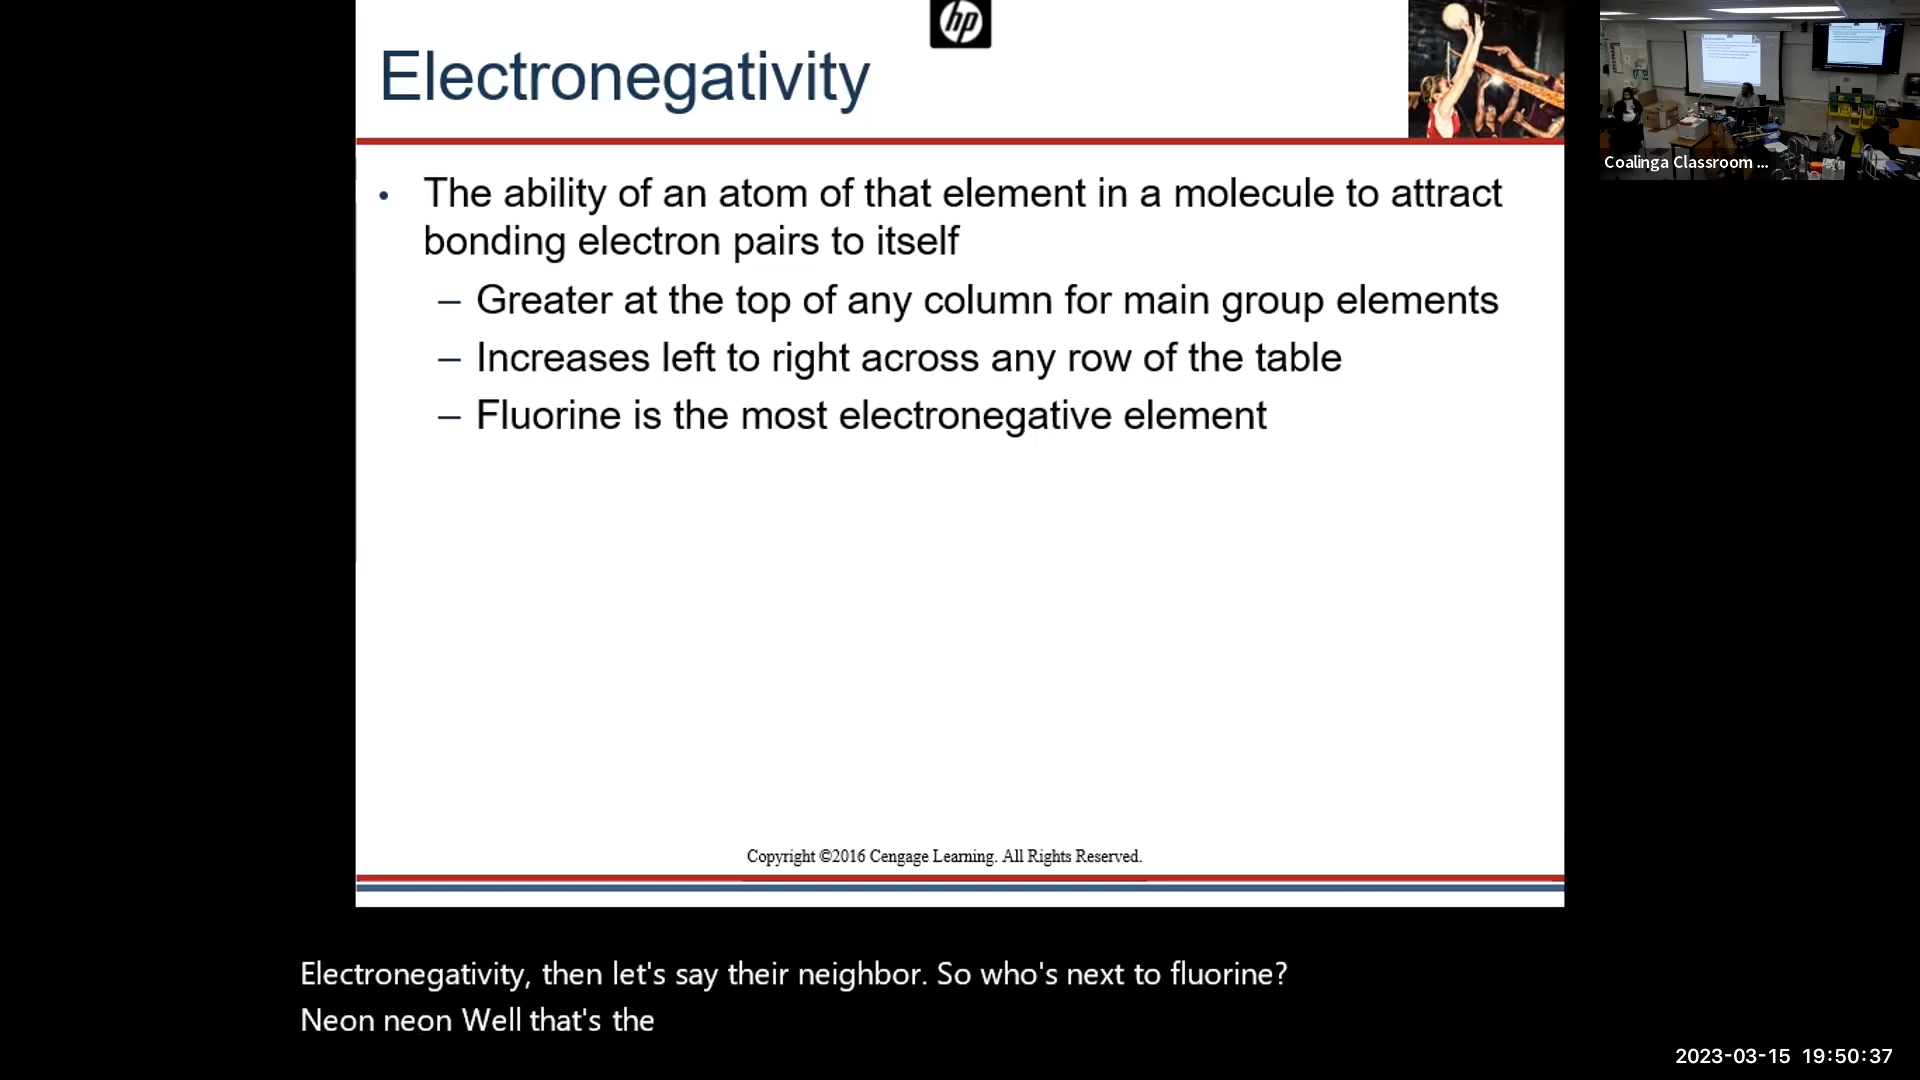 hp
Electronegativity
Coalinga Classroom ...
• The ability of an atom of that element in a molecule to attract
bonding electron pairs to itself
– Greater at the top of any column for main group elements
– Increases left to right across any row of the table
– Fluorine is the most electronegative element
Copyright ©2016 Cengage Learning. All Rights Reserved.
Electronegativity, then let's say their neighbor. So who's next to fluorine?
Neon neon Well that's the
2023-03-15 19:50:37